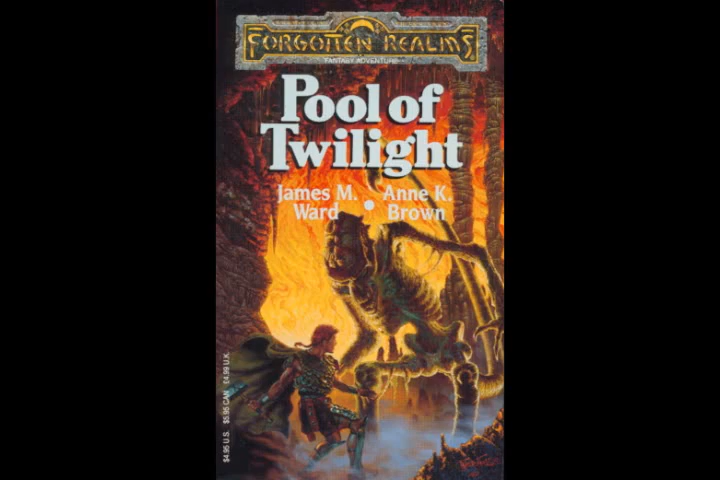 FORGOTTEN REALMS
FANTASY ADVENTURE
Pool of
Twilight
James M. Ward
Anne K. Brown
$4.95 U.S. $5.95 CAN £4.99 U.K.